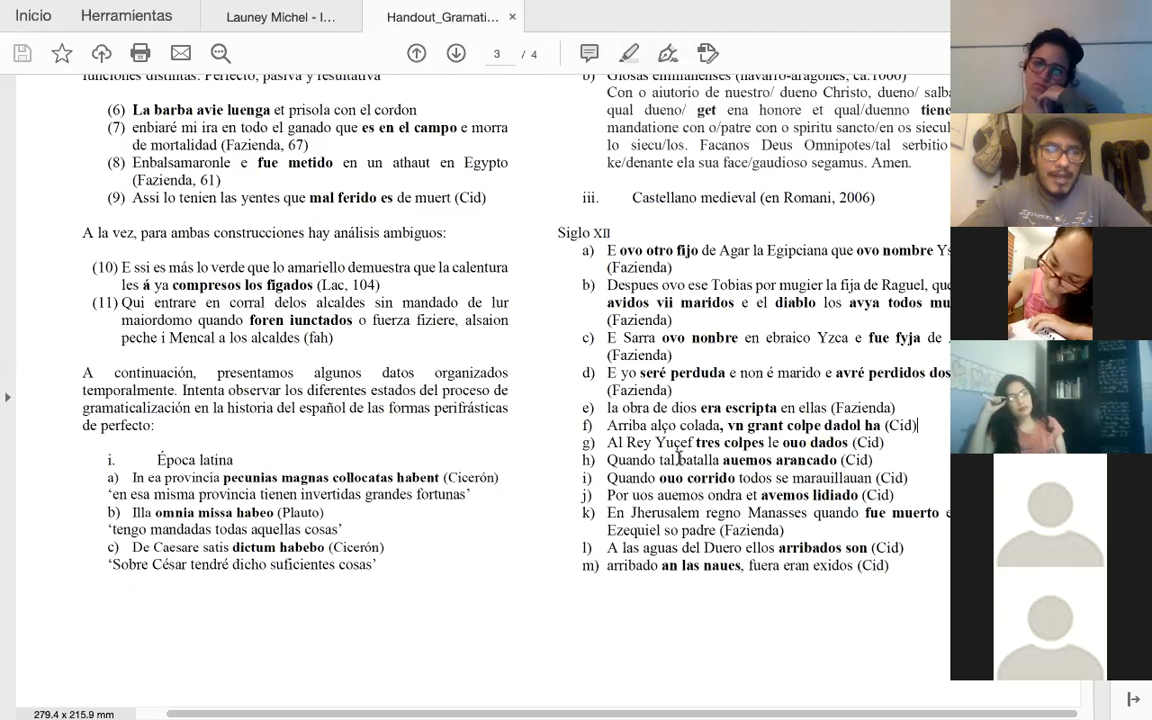 Inicio
Herramientas
Launey Michel - I...
Handout_Gramati...
3 / 4
funciones distintas. Perfecto, pasiva y resultativa
(6) La barba avie luenga et prisola con el cordon
(7) enbiaré mi ira en todo el ganado que es en el campo e morra
de mortalidad (Fazienda, 67)
(8) Enbalsamaronle e fue metido en un athaut en Egypto
(Fazienda, 61)
(9) Assi lo tenien las yentes que mal ferido es de muert (Cid)
A la vez, para ambas construcciones hay análisis ambiguos:
(10) E ssi es más lo verde que lo amariello demuestra que la calentura
les á ya compresos los figados (Lac, 104)
(11) Qui entrare en corral delos alcaldes sin mandado de lur
maiordomo quando foren iunctados o fuerza fiziere, alsaion
peche i Mencal a los alcaldes (fah)
A continuación, presentamos algunos datos organizados
temporalmente. Intenta observar los diferentes estados del proceso de
gramaticalización en la historia del español de las formas perifrásticas
de perfecto:
i. Época latina
a) In ea provincia pecunias magnas collocatas habent (Cicerón)
‘en esa misma provincia tienen invertidas grandes fortunas’
b) Illa omnia missa habeo (Plauto)
‘tengo mandadas todas aquellas cosas’
c) De Caesare satis dictum habebo (Cicerón)
‘Sobre César tendré dicho suficientes cosas’
b) Glosas emilianenses (navarro-aragonés, ca.1000)
Con o aiutorio de nuestro/ dueno Christo, dueno/ salb
qual dueno/ get ena honore et qual/duenno tiene
mandatione con o/patre con o spiritu sancto/en os siecul
lo siecu/los. Facanos Deus Omnipotes/tal serbitio
ke/denante ela sua face/gaudioso segamus. Amen.
iii. Castellano medieval (en Romani, 2006)
Siglo XII
a) E ovo otro fijo de Agar la Egipciana que ovo nombre Ys
(Fazienda)
b) Despues ovo ese Tobias por mugier la fija de Raguel, que
avidos vii maridos e el diablo los avya todos mu
(Fazienda)
c) E Sarra ovo nonbre en ebraico Yzca e fue fyja de
(Fazienda)
d) E yo seré perduda e non é marido e avré perdidos dos
(Fazienda)
e) la obra de dios era escripta en ellas (Fazienda)
f) Arriba alço colada, vn grant colpe dadol ha (Cid)
g) Al Rey Yuçef tres colpes le ouo dados (Cid)
h) Quando tal batalla auemos arancado (Cid)
i) Quando ouo corrido todos se marauillauan (Cid)
j) Por uos auemos ondra et avemos lidiado (Cid)
k) En Jherusalem regno Manasses quando fue muerto e
Ezequiel so padre (Fazienda)
l) A las aguas del Duero ellos arribados son (Cid)
m) arribado an las naues, fuera eran exidos (Cid)
279.4 x 215.9 mm